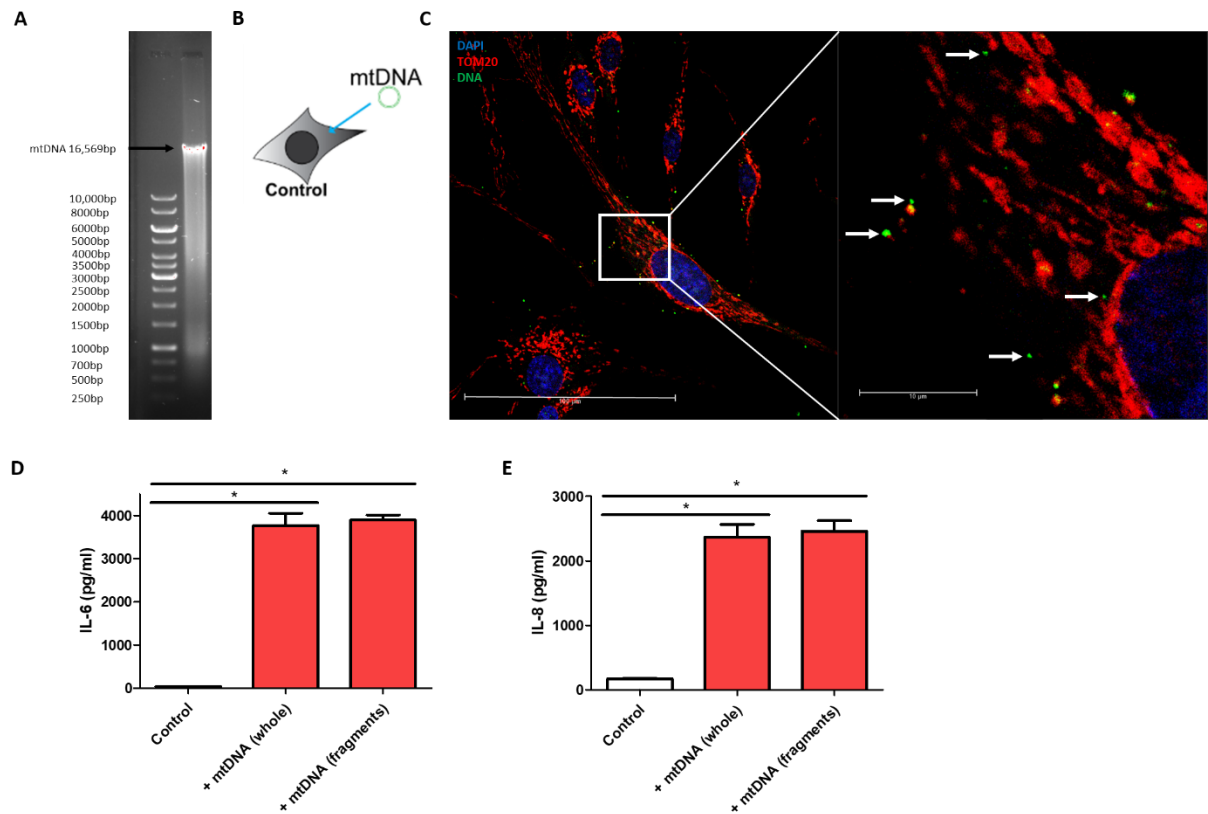 A
mtDNA 16,569bp
10,000bp
8000bp
6000bp
5000bp
4000bp
3500bp
3000bp
2500bp
2000bp
1500bp
1000bp
700bp
500bp
250bp
B
mtDNA
Control
C
DAPI
TOM20
DNA
100 µm
10 µm
D
*
*
IL-6 (pg/ml)
4000
3000
2000
1000
0
Control
+ mtDNA (whole)
+ mtDNA (fragments)
E
*
*
IL-8 (pg/ml)
3000
2000
1000
0
Control
+ mtDNA (whole)
+ mtDNA (fragments)